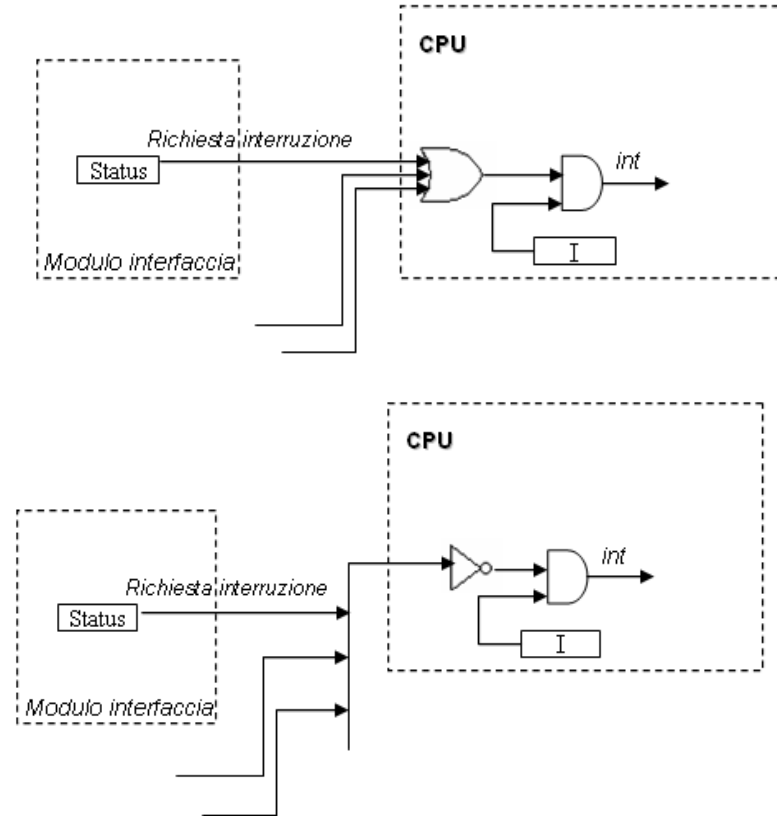 CPU
Richiesta interruzione
Status
int
I
Modulo interfaccia
CPU
Richiesta interruzione
int
Status
I
Modulo interfaccia